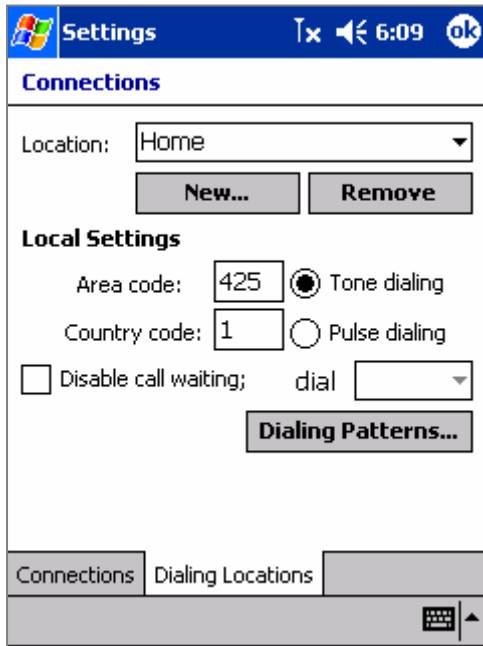 Settings 6:09 ok
Connections
Location: Home
New... Remove
Local Settings
Area code: 425 Tone dialing
Country code: 1 Pulse dialing
Disable call waiting; dial
Dialing Patterns...
Connections Dialing Locations